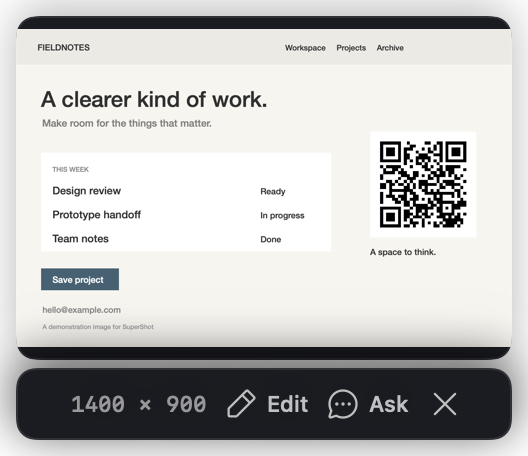 FIELDNOTES
Workspace Projects Archive
A clearer kind of work.
Make room for the things that matter.
THIS WEEK
Design review Ready
Prototype handoff In progress
Team notes Done
A space to think.
Save project
hello@example.com
A demonstration image for SuperShot
1400 × 900 Edit Ask